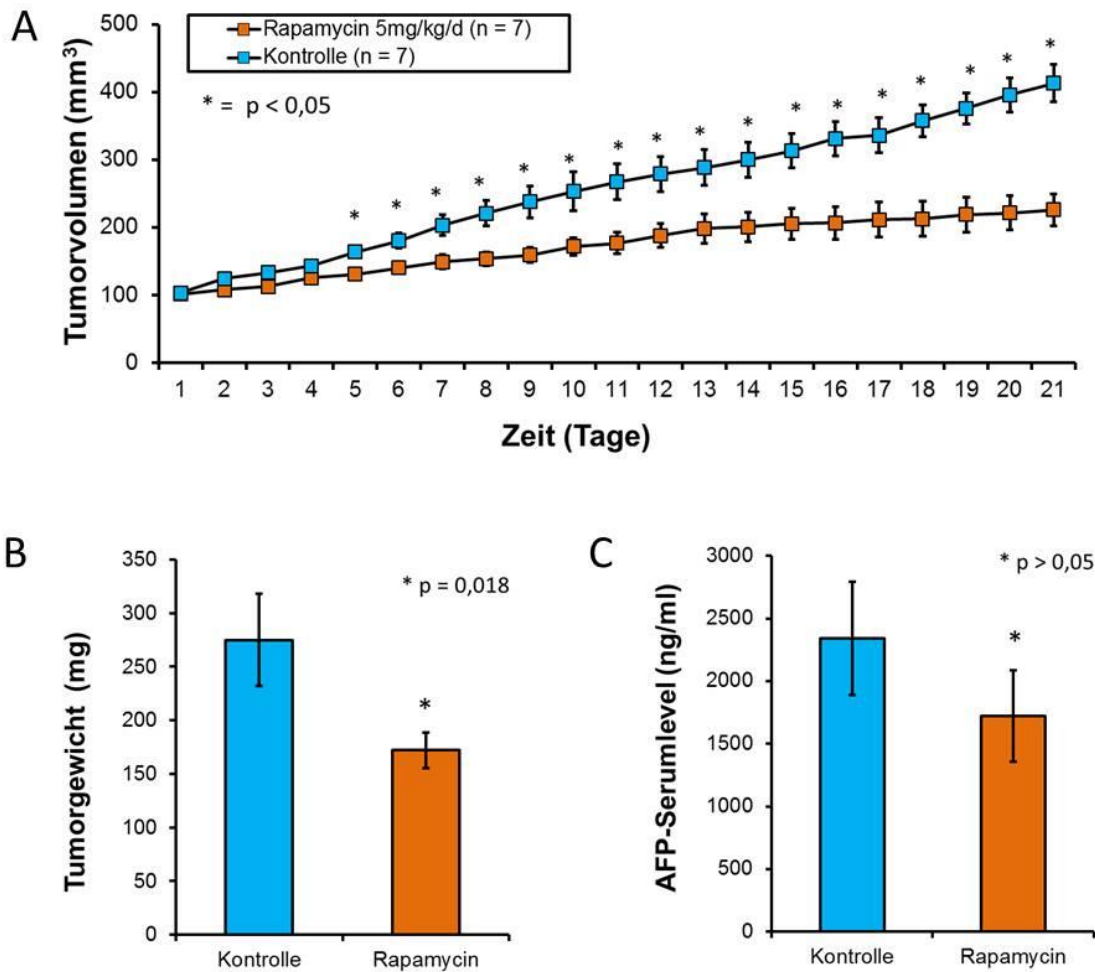 A
Tumorvolumen (mm³)
500
400
300
200
100
0
Rapamycin 5mg/kg/d (n = 7)
Kontrolle (n = 7)
* = p < 0,05
* * * * * * * * * * * * * * * * *
1 2 3 4 5 6 7 8 9 10 11 12 13 14 15 16 17 18 19 20 21
Zeit (Tage)
B
Tumorgewicht (mg)
350
300
250
200
150
100
50
0
* p = 0,018
*
Kontrolle Rapamycin
C
AFP-Serumlevel (ng/ml)
3000
2500
2000
1500
1000
500
0
* p > 0,05
*
Kontrolle Rapamycin